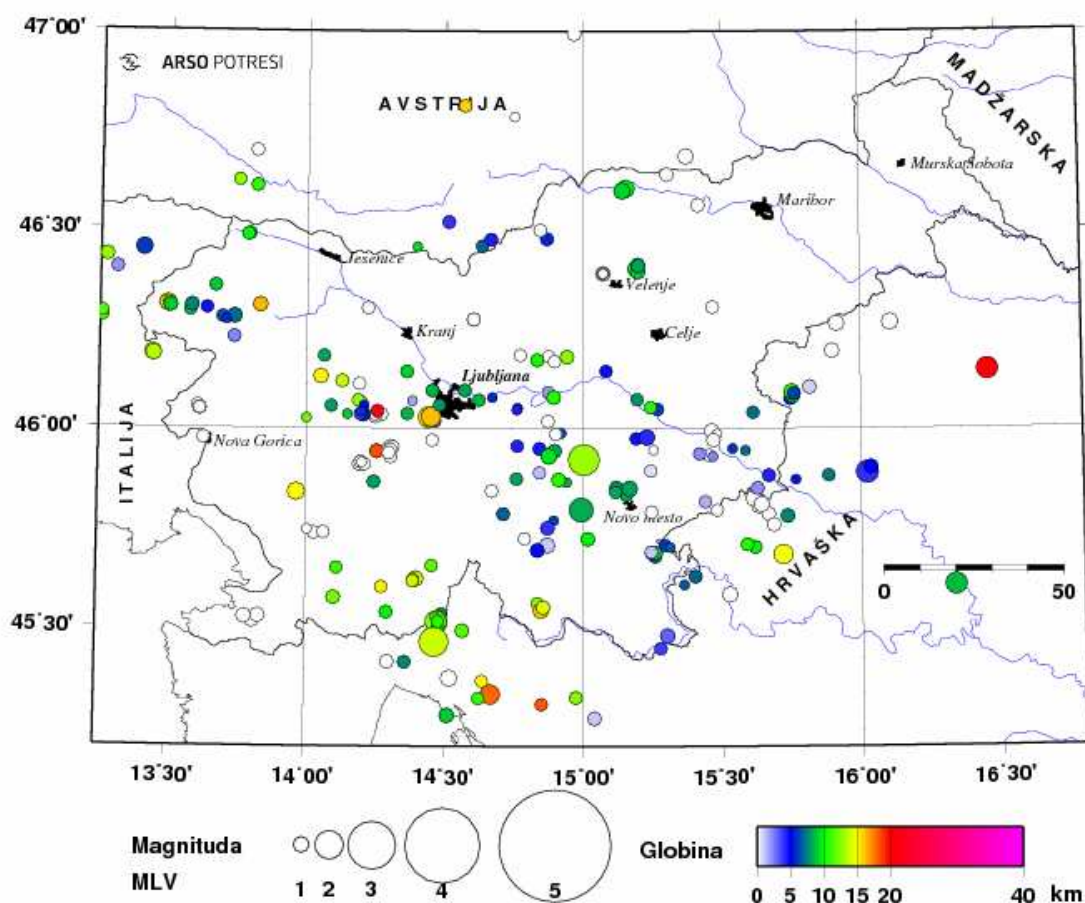 47°00'
ARSO POTRESI
AVSTRIJA
MADŽARSKA
Murska Sobota
46°30'
Maribor
Jesenice
Velenje
Kranj
Celje
Ljubljana
46°00'
Nova Gorica
ITALIJA
Novo mesto
HRVAŠKA
0 50
45°30'
13°30' 14°00' 14°30' 15°00' 15°30' 16°00' 16°30'
Magnituda
MLV
1 2 3 4 5
Globina
0 5 10 15 20 40 km